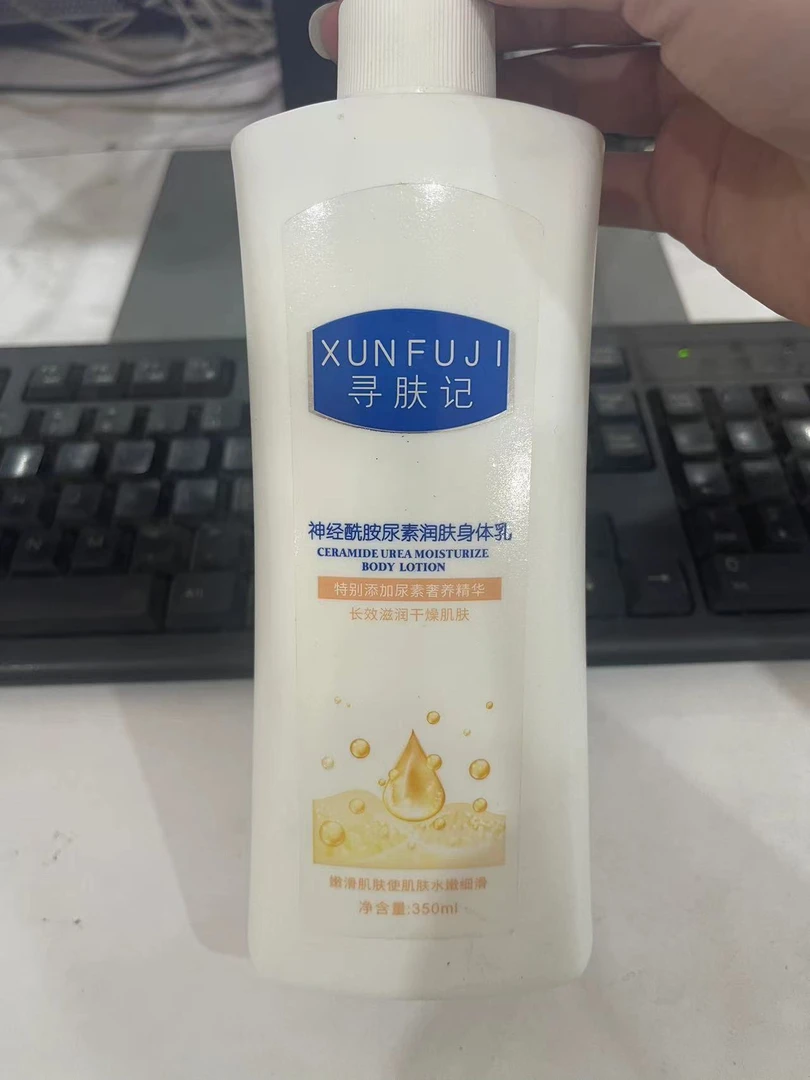 XUNFUJI
寻肤记
神经酰胺尿素润肤身体乳
CERAMIDE UREA MOISTURIZE
BODY LOTION
特别添加尿素奢养精华
长效滋润干燥肌肤
嫩滑肌肤使肌肤水嫩细滑
净含量:350ml